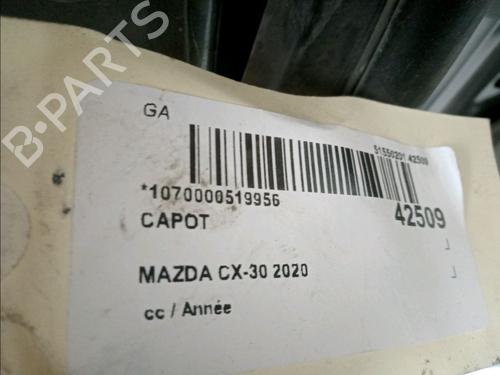 GA
51550201 42509
*1070000519956
42509
CAPOT
MAZDA CX-30 2020
cc / Année
B-PARTS